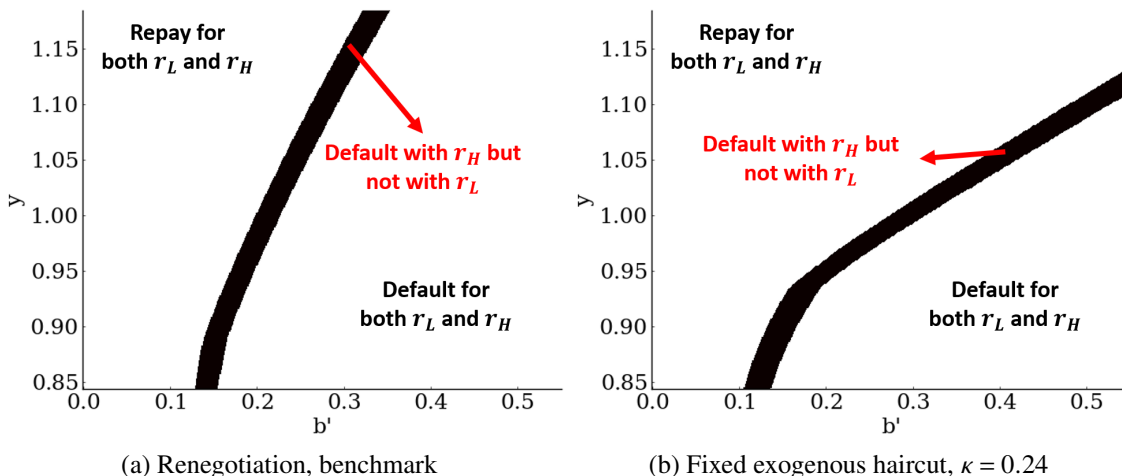 Repay for
both r_L and r_H
Default with r_H but
not with r_L
Default for
both r_L and r_H
1.15
1.10
1.05
1.00
0.95
0.90
0.85
y
0.0
0.1
0.2
0.3
0.4
0.5
b'
(a) Renegotiation, benchmark
Repay for
both r_L and r_H
Default with r_H but
not with r_L
Default for
both r_L and r_H
1.15
1.10
1.05
1.00
0.95
0.90
0.85
y
0.0
0.1
0.2
0.3
0.4
0.5
b'
(b) Fixed exogenous haircut, κ = 0.24